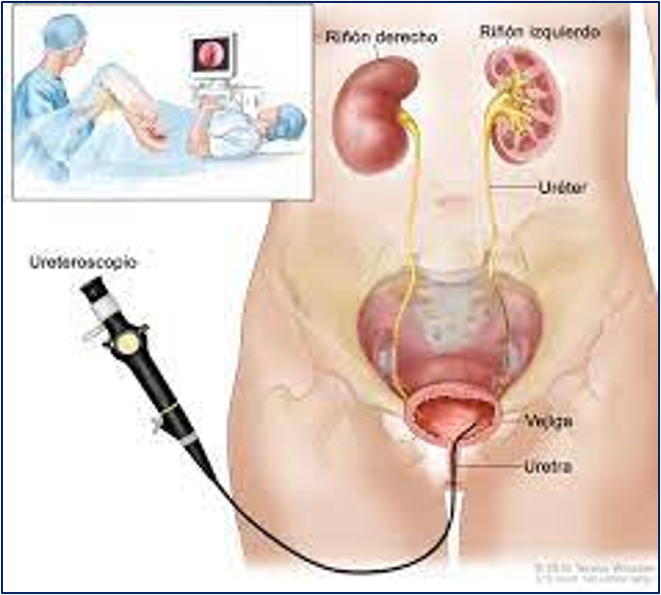 Riñón derecho
Riñón izquierdo
Uréter
Ureteroscopio
Vejiga
Uretra